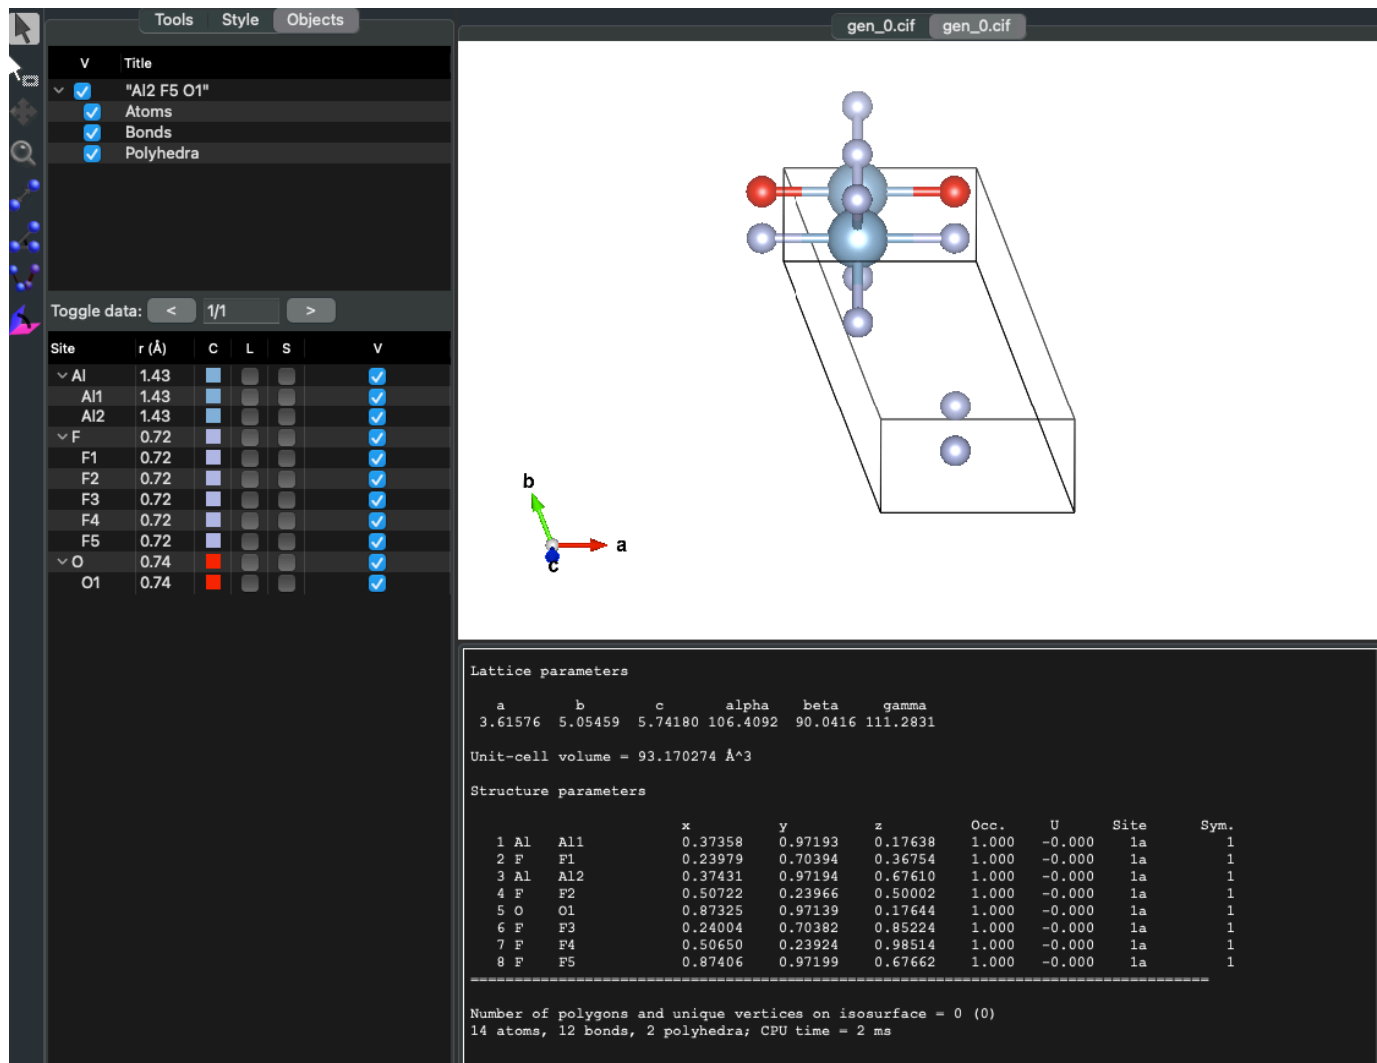 Tools Style Objects
V Title
"Al2 F5 O1"
Atoms
Bonds
Polyhedra
Toggle data: < 1/1 >
Site r (Å) C L S V
Al 1.43
Al1 1.43
Al2 1.43
F 0.72
F1 0.72
F2 0.72
F3 0.72
F4 0.72
F5 0.72
O 0.74
O1 0.74
gen_0.cif gen_0.cif
b
a
c
Lattice parameters
a b c alpha beta gamma
3.61576 5.05459 5.74180 106.4092 90.0416 111.2831
Unit-cell volume = 93.170274 Å^3
Structure parameters
x y z Occ. U Site Sym.
1 Al Al1 0.37358 0.97193 0.17638 1.000 -0.000 1a 1
2 F F1 0.23979 0.70394 0.36754 1.000 -0.000 1a 1
3 Al Al2 0.37431 0.97194 0.67610 1.000 -0.000 1a 1
4 F F2 0.50722 0.23966 0.50002 1.000 -0.000 1a 1
5 O O1 0.87325 0.97139 0.17644 1.000 -0.000 1a 1
6 F F3 0.24004 0.70382 0.85224 1.000 -0.000 1a 1
7 F F4 0.50650 0.23924 0.98514 1.000 -0.000 1a 1
8 F F5 0.87406 0.97199 0.67662 1.000 -0.000 1a 1
Number of polygons and unique vertices on isosurface = 0 (0)
14 atoms, 12 bonds, 2 polyhedra; CPU time = 2 ms